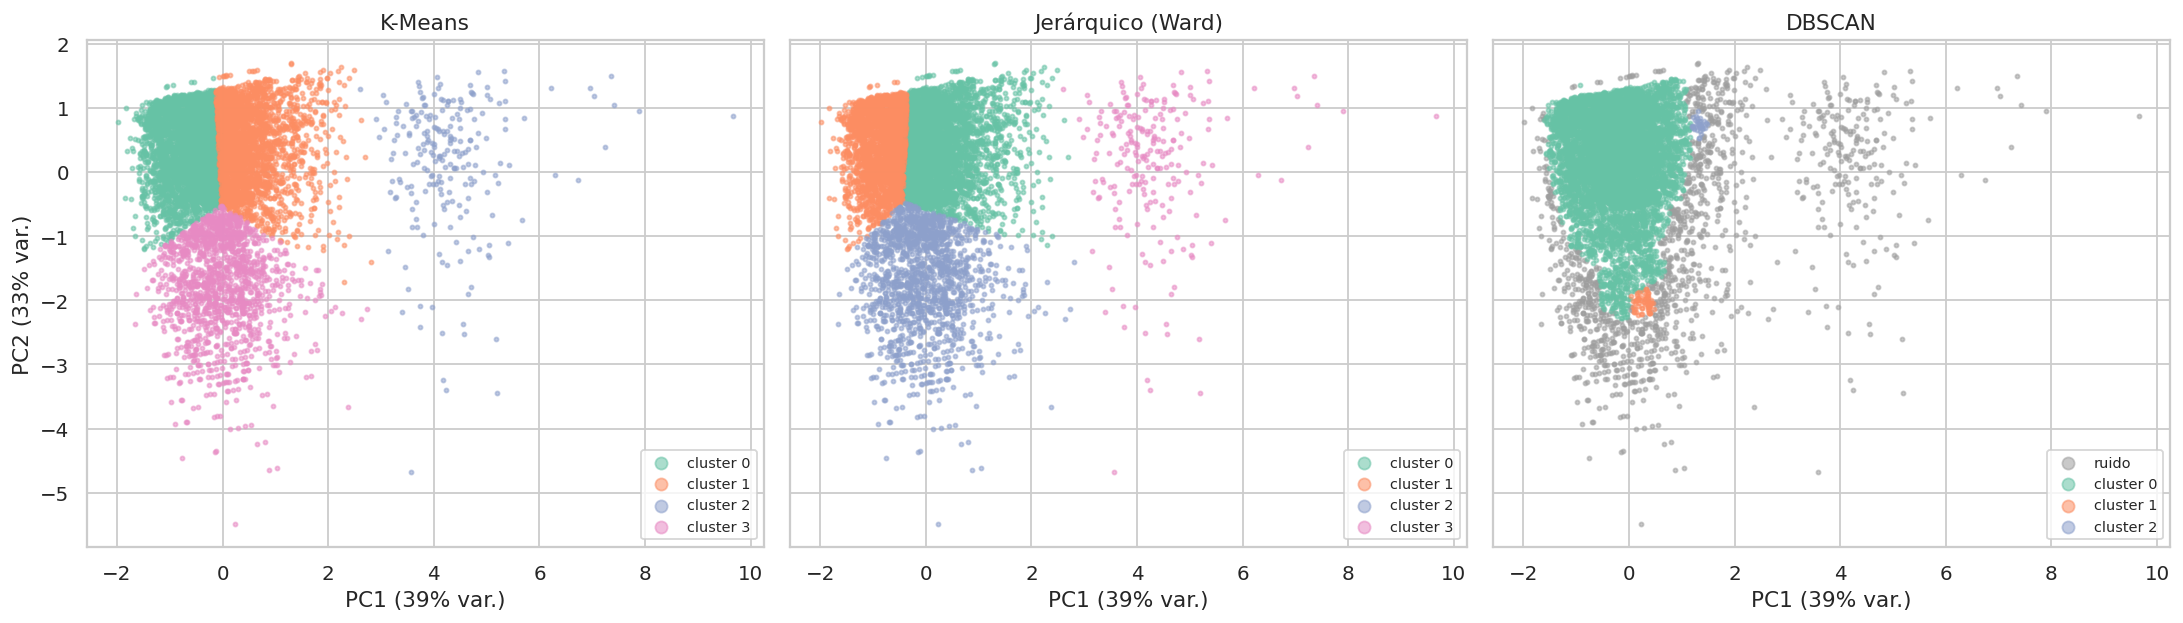 K-Means
Jerárquico (Ward)
DBSCAN
2
1
0
−1
−2
−3
−4
−5
PC2 (33% var.)
cluster 0
cluster 1
cluster 2
cluster 3
cluster 0
cluster 1
cluster 2
cluster 3
ruido
cluster 0
cluster 1
cluster 2
−2 0 2 4 6 8 10
−2 0 2 4 6 8 10
−2 0 2 4 6 8 10
PC1 (39% var.)
PC1 (39% var.)
PC1 (39% var.)